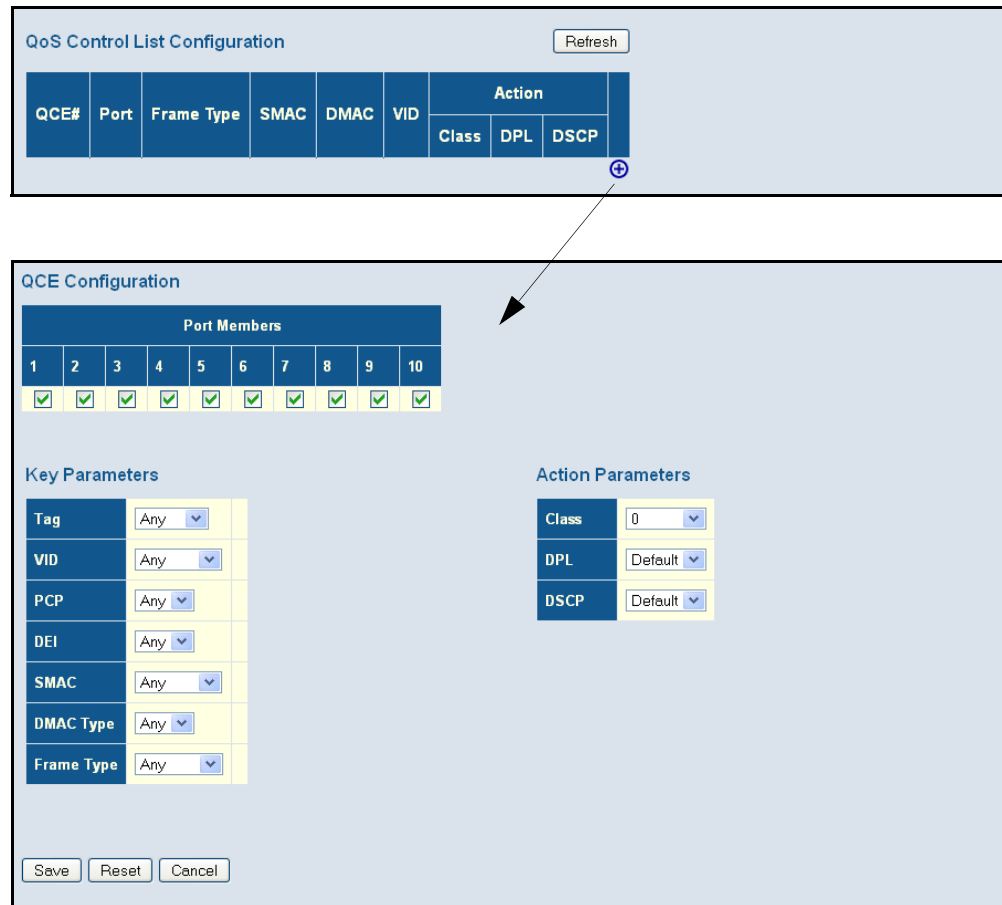 QoS Control List Configuration
Refresh
QCE# Port Frame Type SMAC DMAC VID Action
Class DPL DSCP
QCE Configuration
Port Members
1 2 3 4 5 6 7 8 9 10
Key Parameters
Tag Any
VID Any
PCP Any
DEI Any
SMAC Any
DMAC Type Any
Frame Type Any
Action Parameters
Class 0
DPL Default
DSCP Default
Save Reset Cancel